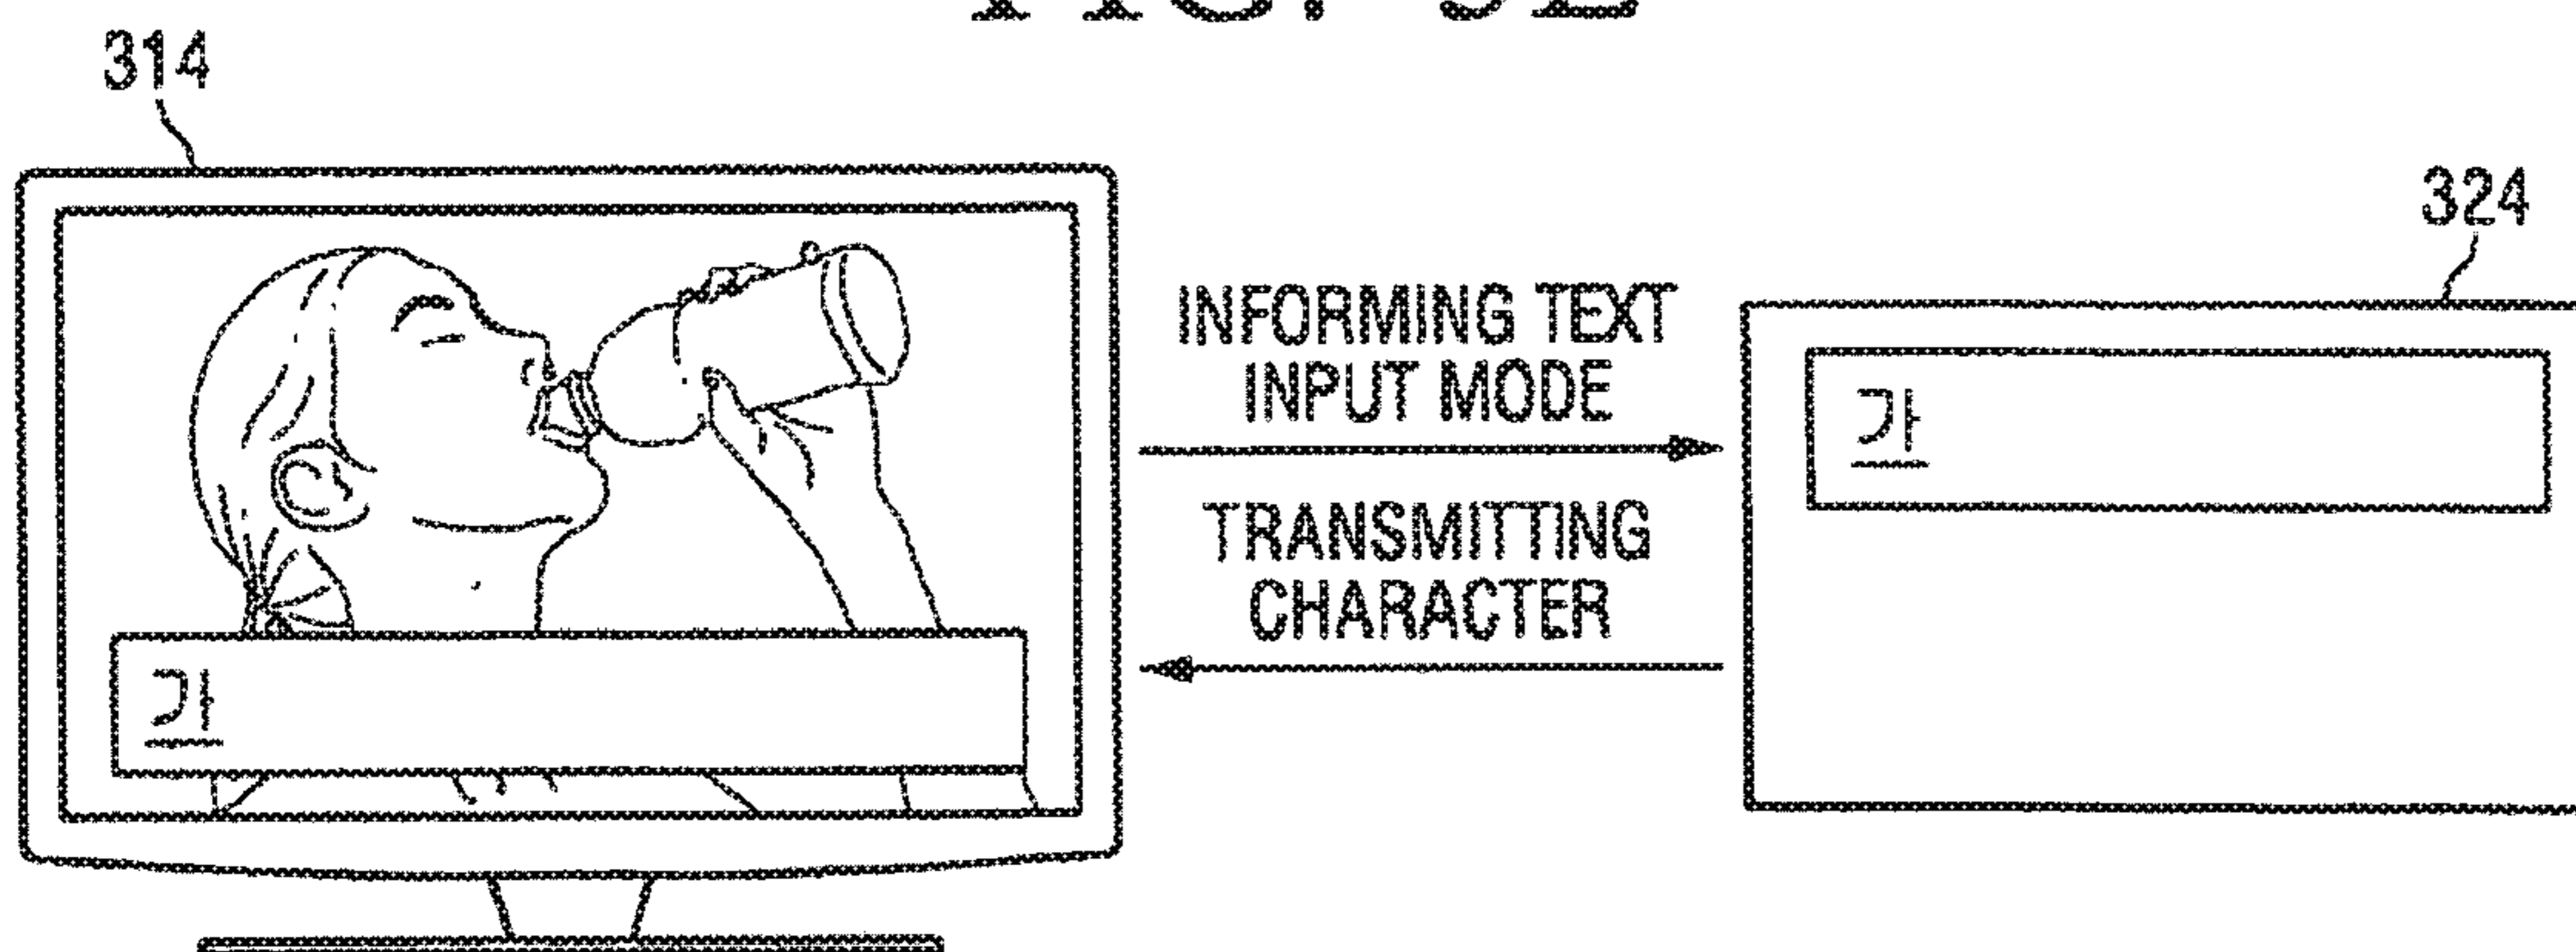 314
324
INFORMING TEXT
INPUT MODE
가
TRANSMITTING
CHARACTER
가